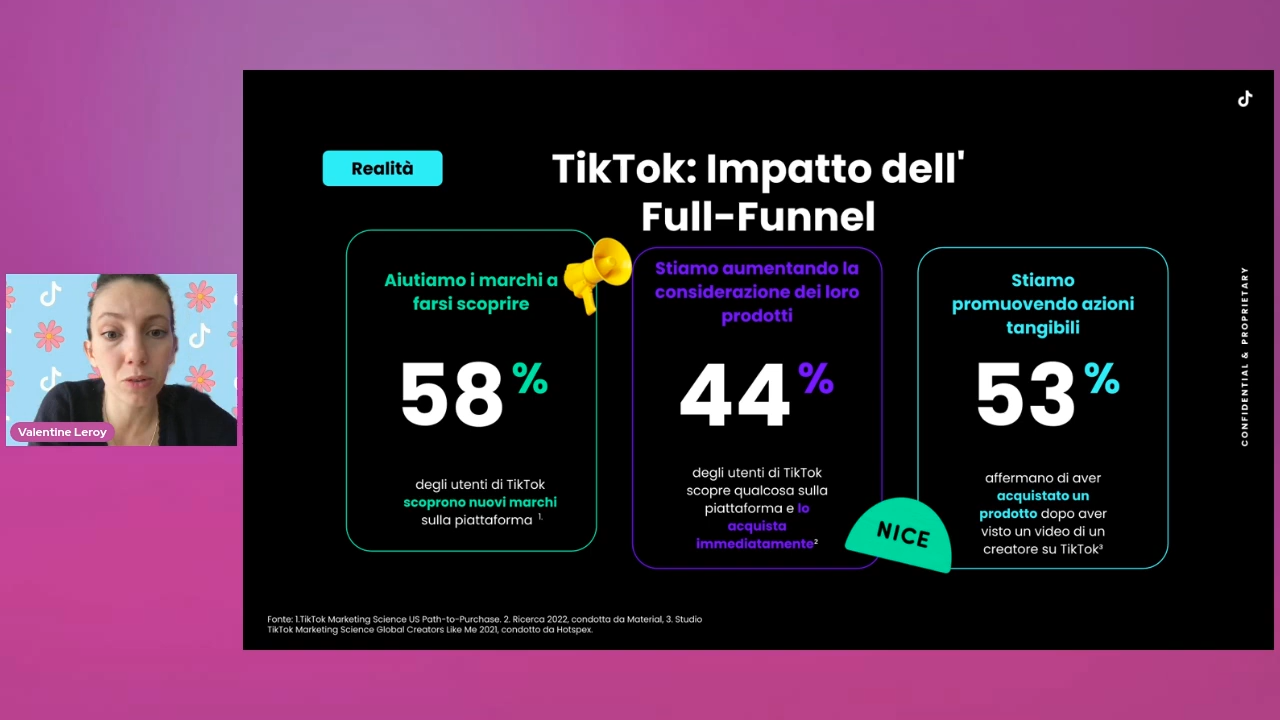 Realità
TikTok: Impatto dell'
Full-Funnel
Aiutiamo i marchi a
farsi scoprire
58%
degli utenti di TikTok
scoprono nuovi marchi
sulla piattaforma 1.
Stiamo aumentando la
considerazione dei loro
prodotti
44%
degli utenti di TikTok
scopre qualcosa sulla
piattaforma e lo
acquista
immediatamente²
NICE
Stiamo
promuovendo azioni
tangibili
53%
affermano di aver
acquistato un
prodotto dopo aver
visto un video di un
creatore su TikTok³
CONFIDENTIAL & PROPRIETARY
Valentine Leroy
Fonte: 1.TikTok Marketing Science US Path-to-Purchase. 2. Ricerca 2022, condotta da Material, 3. Studio
TikTok Marketing Science Global Creators Like Me 2021, condotto da Hotspex.